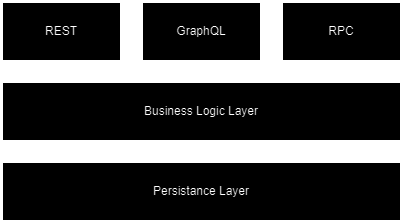 REST
GraphQL
RPC
Business Logic Layer
Persistance Layer